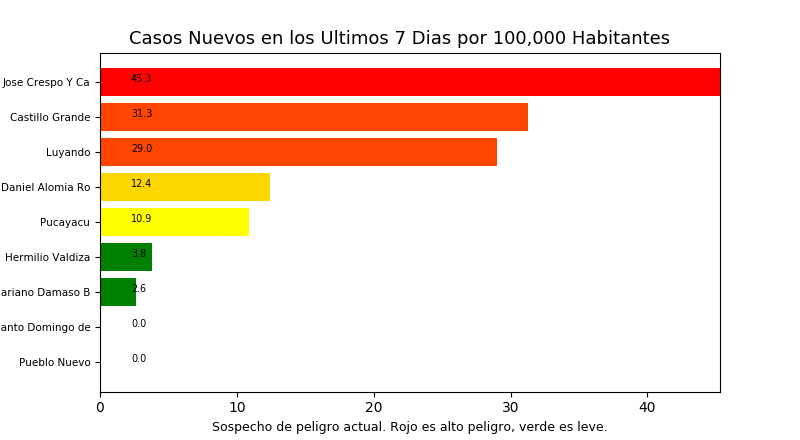 Casos Nuevos en los Ultimos 7 Dias por 100,000 Habitantes
Jose Crespo Y Ca 45.3
Castillo Grande 31.3
Luyando 29.0
Daniel Alomia Ro 12.4
Pucayacu 10.9
Hermilio Valdiza 3.8
ariano Damaso B 2.6
anto Domingo de 0.0
Pueblo Nuevo 0.0
0 10 20 30 40
Sospecho de peligro actual. Rojo es alto peligro, verde es leve.